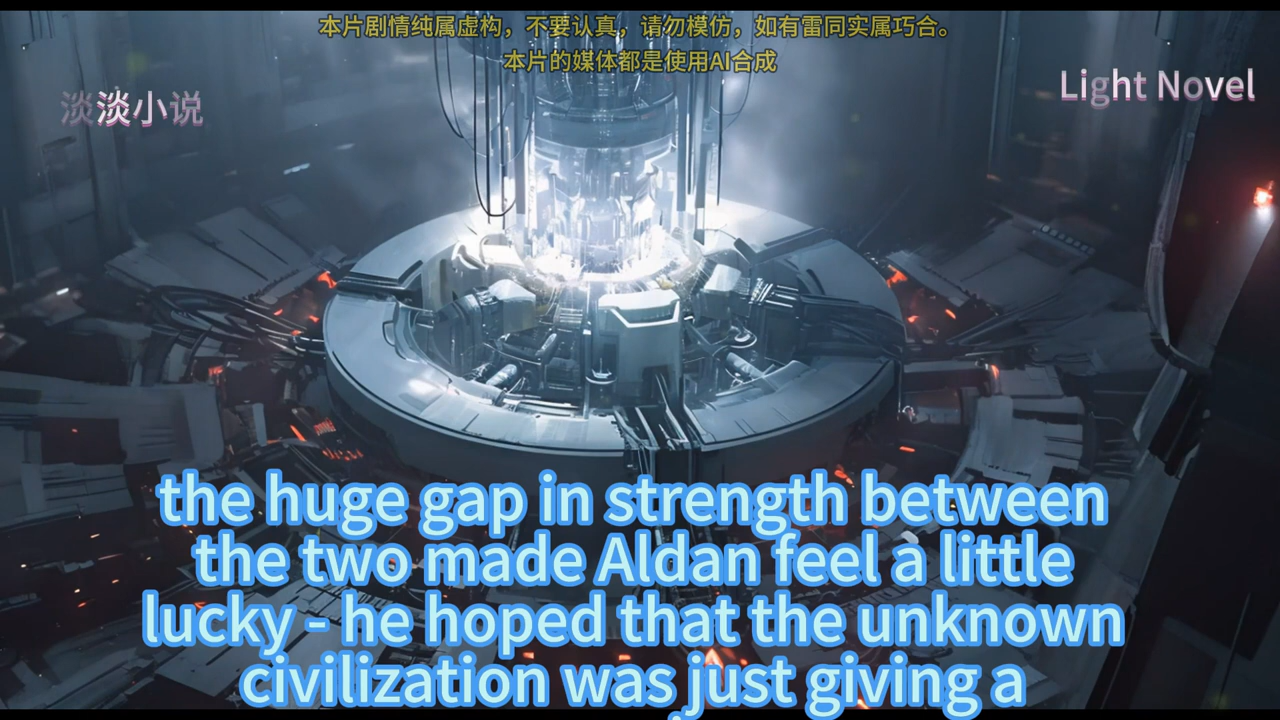 本片剧情纯属虚构，不要认真，请勿模仿，如有雷同实属巧合。
本片的媒体都是使用AI合成
淡淡小说
Light Novel
the huge gap in strength between
the two made Aldan feel a little
lucky - he hoped that the unknown
civilization was just giving a